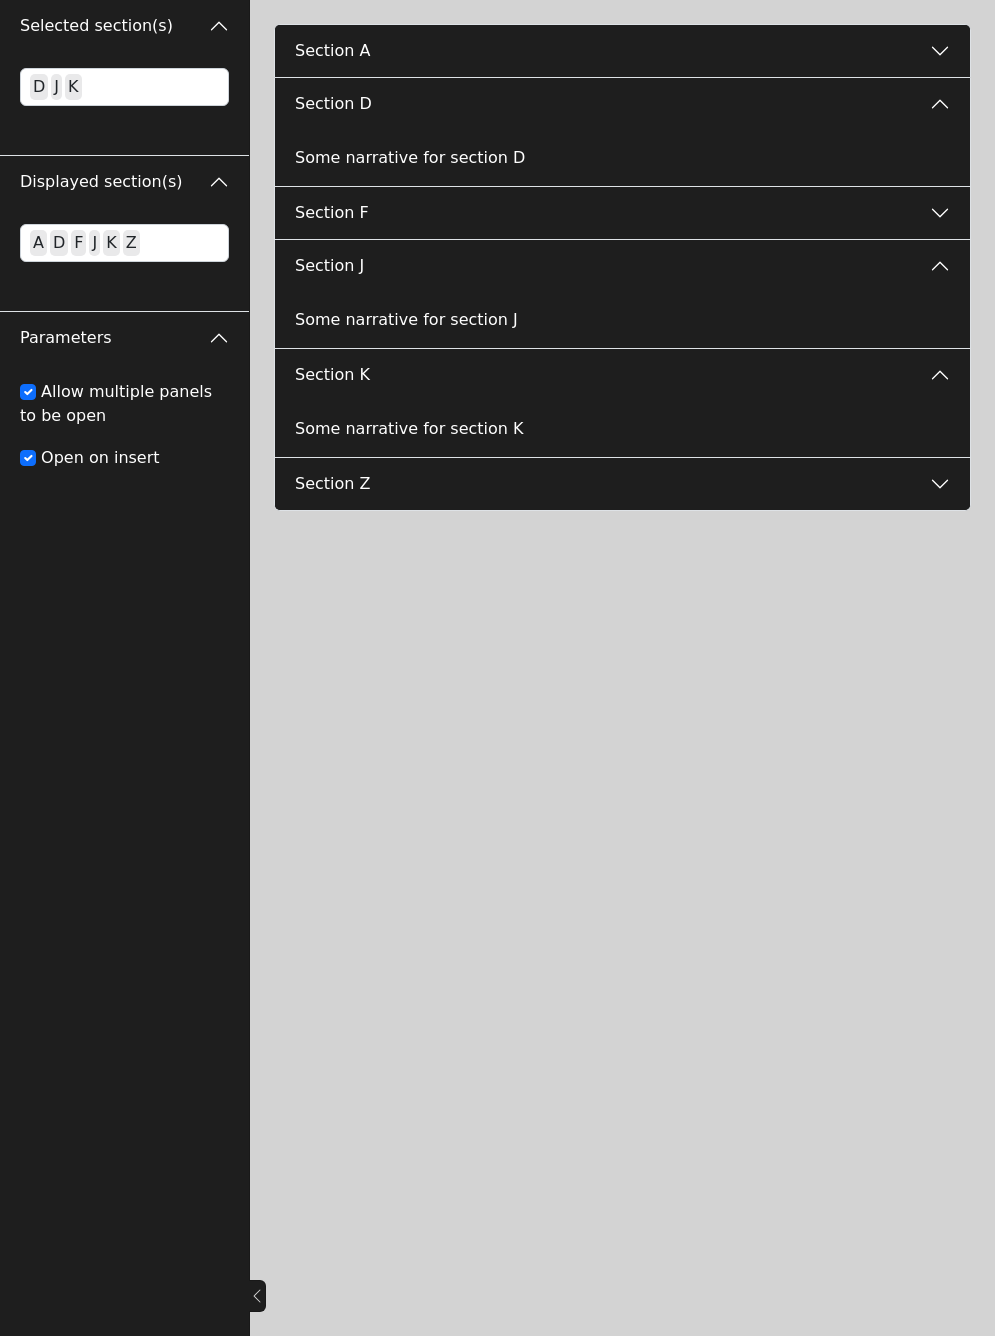 Selected section(s)
D J K
Displayed section(s)
A D F J K Z
Parameters
Allow multiple panels
to be open
Open on insert
Section A
Section D
Some narrative for section D
Section F
Section J
Some narrative for section J
Section K
Some narrative for section K
Section Z